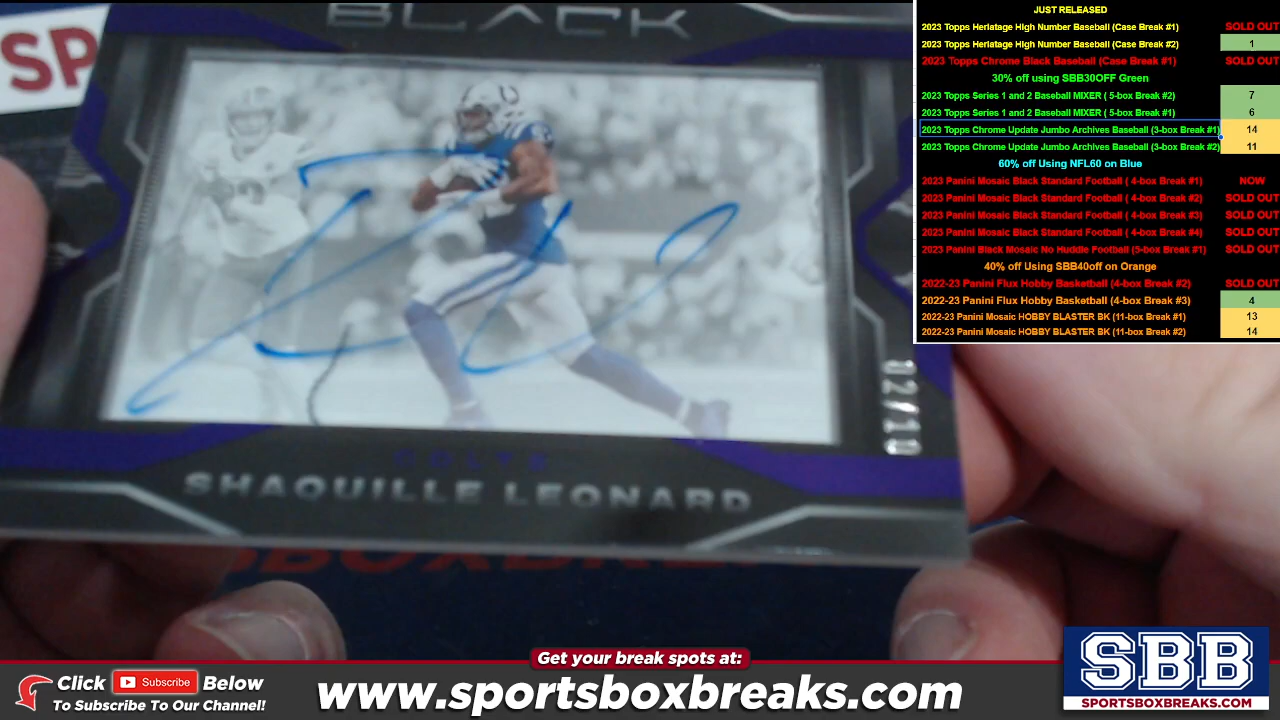 BLACK
SP
COLTS
SHAQUILLE LEONARD
02/10
JUST RELEASED
2023 Topps Herlatage High Number Baseball (Case Break #1) SOLD OUT
2023 Topps Herlatage High Number Baseball (Case Break #2) 1
2023 Topps Chrome Black Baseball (Case Break #1) SOLD OUT
30% off using SBB30OFF Green
2023 Topps Series 1 and 2 Baseball MIXER ( 5-box Break #2) 7
2023 Topps Series 1 and 2 Baseball MIXER ( 5-box Break #1) 6
2023 Topps Chrome Update Jumbo Archives Baseball (3-box Break #1) 14
2023 Topps Chrome Update Jumbo Archives Baseball (3-box Break #2) 11
60% off Using NFL60 on Blue
2023 Panini Mosaic Black Standard Football ( 4-box Break #1) NOW
2023 Panini Mosaic Black Standard Football ( 4-box Break #2) SOLD OUT
2023 Panini Mosaic Black Standard Football ( 4-box Break #3) SOLD OUT
2023 Panini Mosaic Black Standard Football ( 4-box Break #4) SOLD OUT
2023 Panini Black Mosaic No Huddle Football (5-box Break #1) SOLD OUT
40% off Using SBB40off on Orange
2022-23 Panini Flux Hobby Basketball (4-box Break #2) SOLD OUT
2022-23 Panini Flux Hobby Basketball (4-box Break #3) 4
2022-23 Panini Mosaic HOBBY BLASTER BK (11-box Break #1) 13
2022-23 Panini Mosaic HOBBY BLASTER BK (11-box Break #2) 14
Get your break spots at:
Click Subscribe Below
To Subscribe To Our Channel!
www.sportsboxbreaks.com
SBB
SPORTSBOXBREAKS.COM